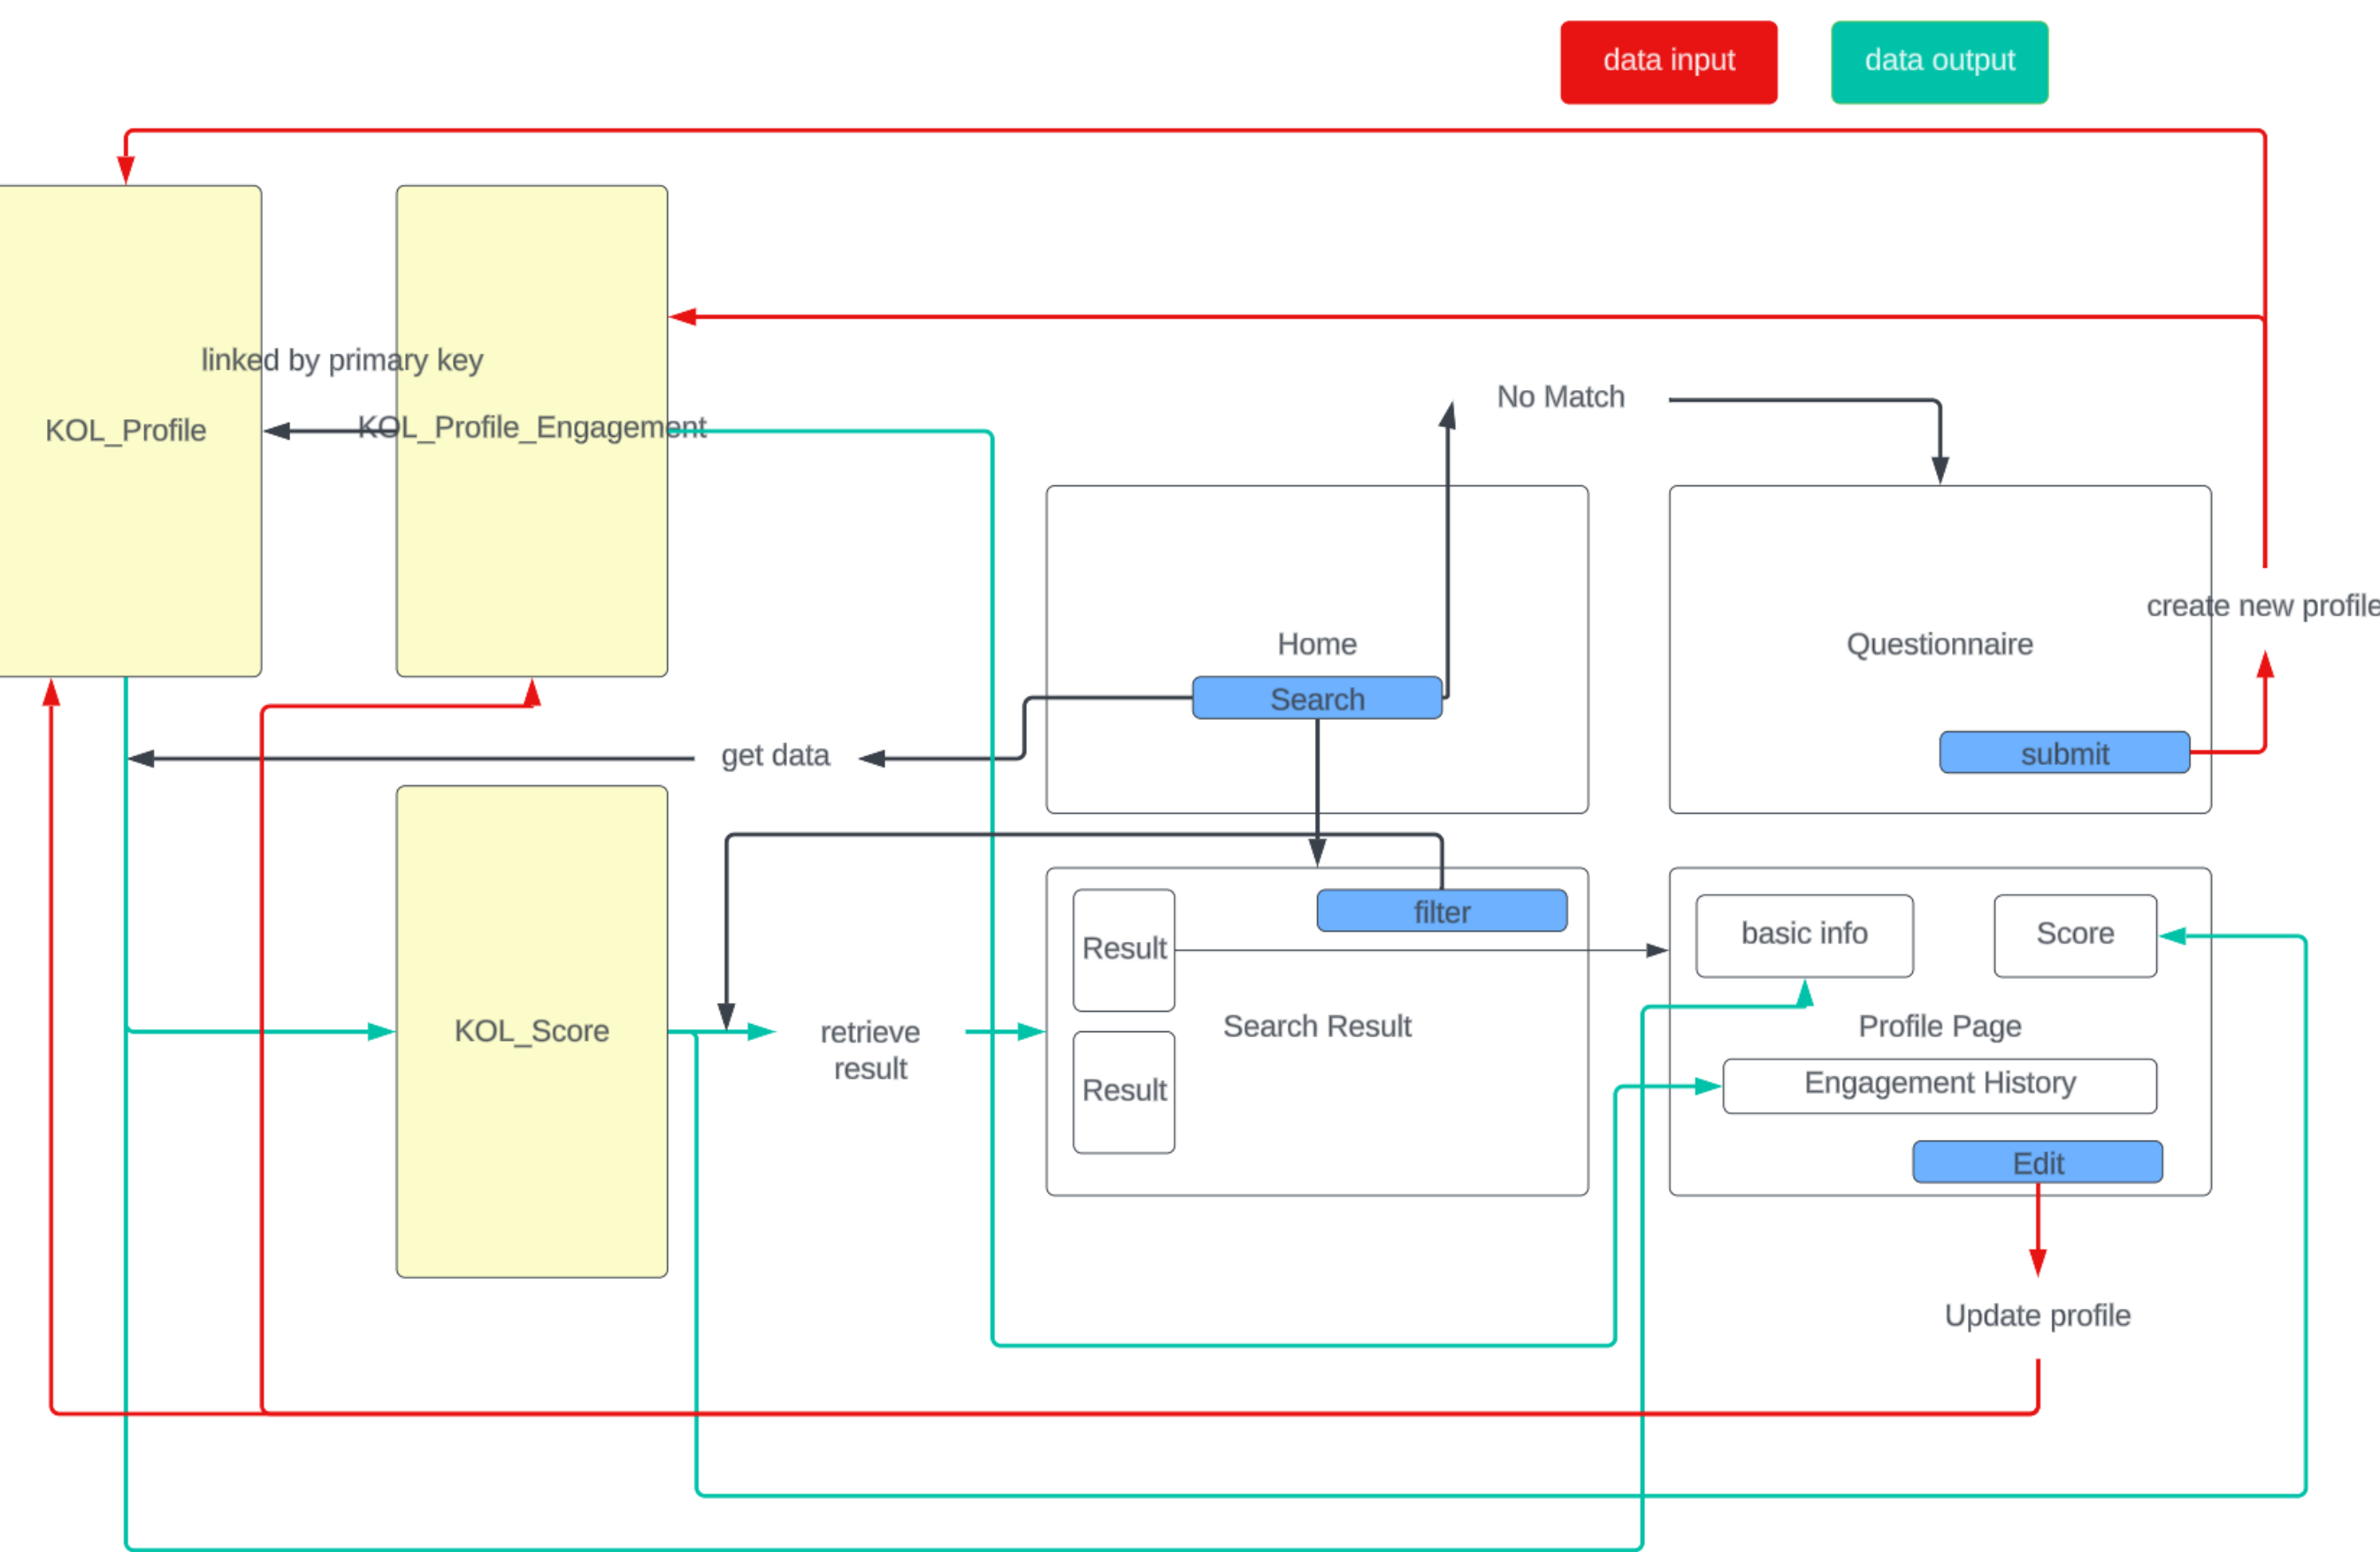 data input
data output
linked by primary key
KOL_Profile
KOL_Profile_Engagement
No Match
Home
Search
Questionnaire
create new profile
submit
get data
KOL_Score
retrieve
result
filter
Result
Result
Search Result
basic info
Score
Profile Page
Engagement History
Edit
Update profile